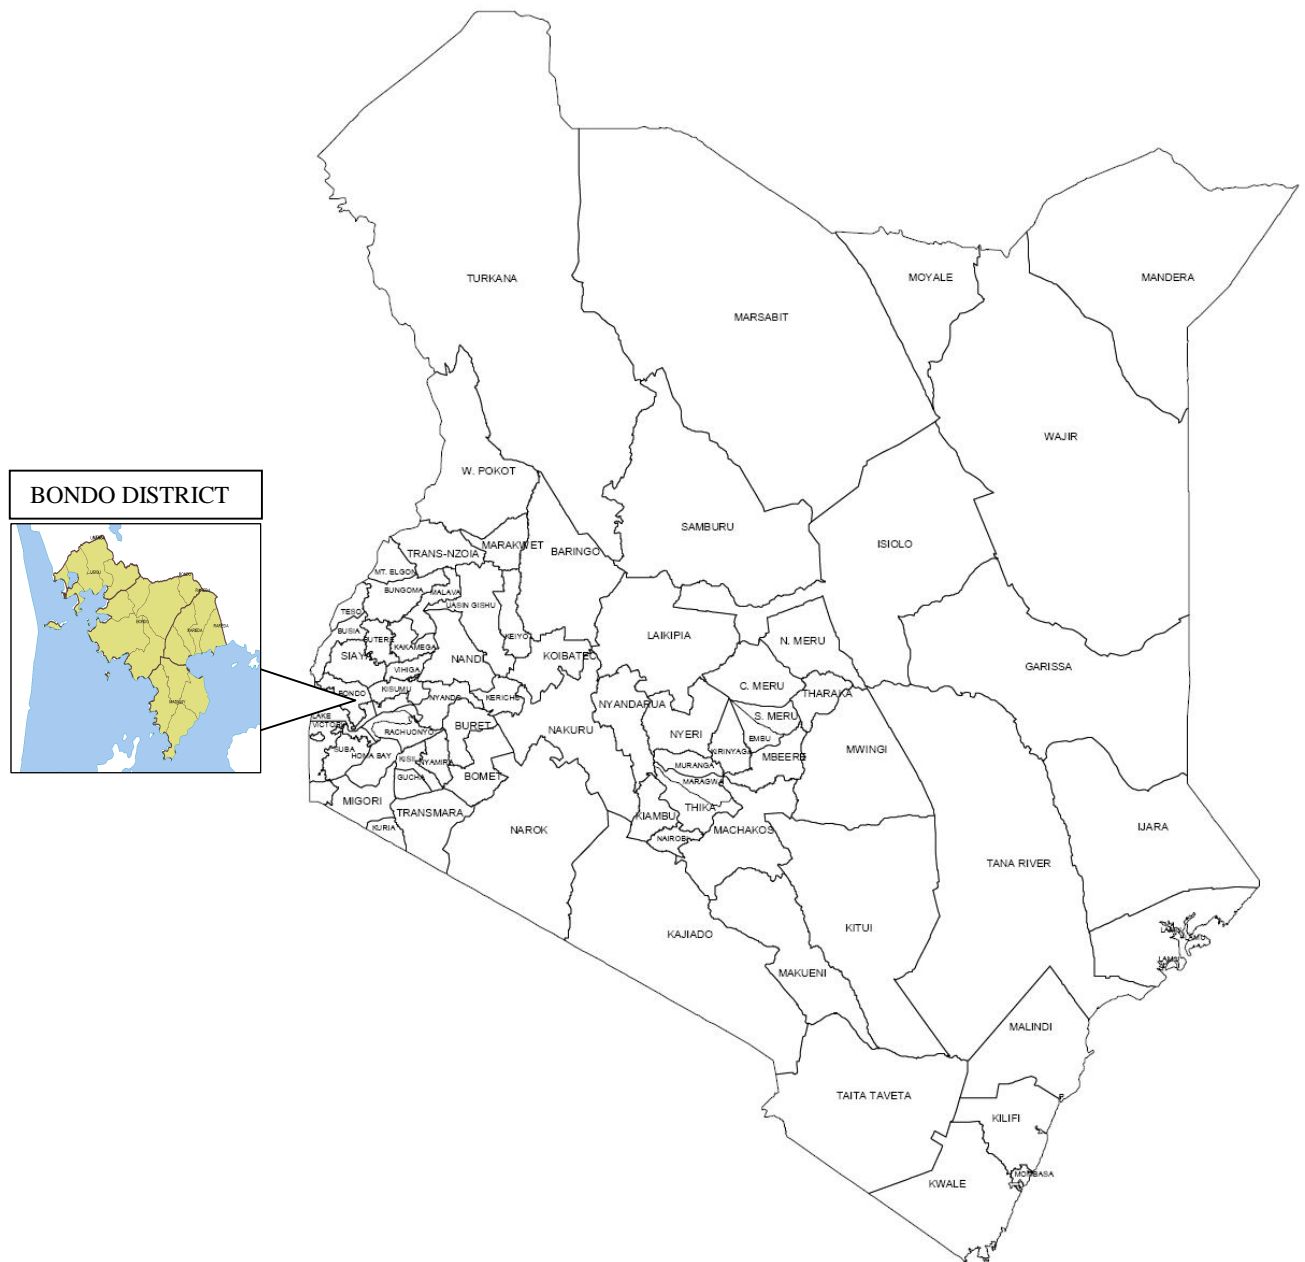 TURKANA
MOYALE
MANDERA
MARSABIT
WAJIR
W. POKOT
BONDO DISTRICT
SAMBURU
ISIOLO
MARAKWET
TRANS-NZOIA
BARINGO
MT. ELGON
BUNGOMA
MALAVA
UASIN GISHU
TESO
BUSIA
BUTERE
KAKAMEGA
KEIYO
LAIKIPIA
N. MERU
SIAYA
NANDI
KOIBATEK
GARISSA
VIHIGA
C. MERU
THARAKA
BONDO
KISUMU
NYANDO
KERICHO
NYANDARUA
S. MERU
LAKE
VICTORIA
RACHUONYO
BURET
NAKURU
NYERI
EMBU
KIRINYAGA
MBEERE
MWINGI
SUBA
HOMA BAY
KISII
NYAMIRA
MURANGA
GUCHA
BOMET
MARAGWA
MIGORI
TRANSMARA
KIAMBU
THIKA
KURIA
NAROK
NAIROBI
MACHAKOS
IJARA
TANA RIVER
KAJIADO
KITUI
LAMU
LAMU
MAKUENI
MALINDI
TAITA TAVETA
KILIFI
MOMBASA
KWALE
BONDO
MADIANY
RARIEDA